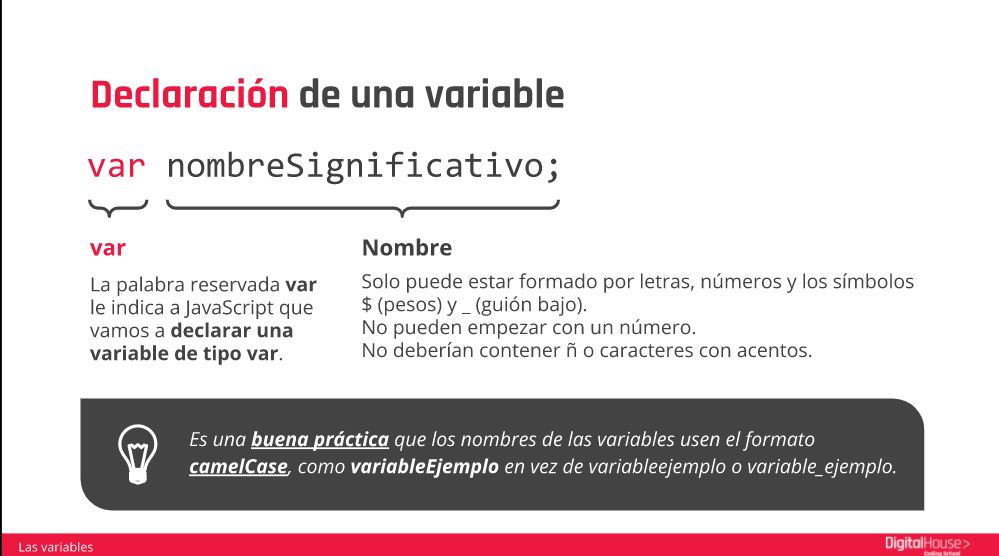 Declaración de una variable
var nombreSignificativo;
var
La palabra reservada var
le indica a JavaScript que
vamos a declarar una
variable de tipo var.
Nombre
Solo puede estar formado por letras, números y los símbolos
$ (pesos) y _ (guión bajo).
No pueden empezar con un número.
No deberían contener ñ o caracteres con acentos.
Es una buena práctica que los nombres de las variables usen el formato
camelCase, como variableEjemplo en vez de variableejemplo o variable_ejemplo.
Las variables
DigitalHouse>
Coding School